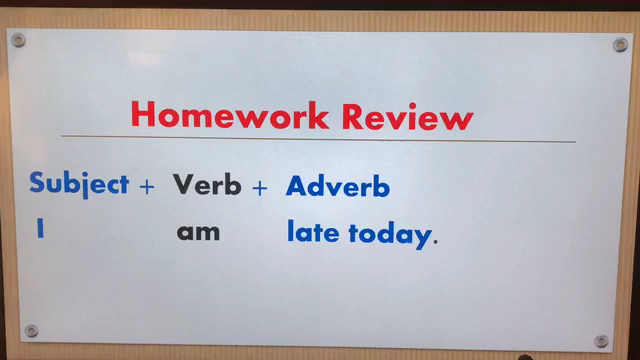 Homework Review
Subject + Verb + Adverb
I am late today.